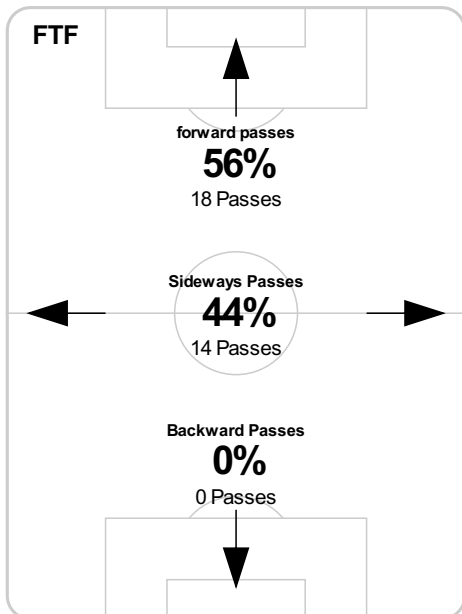 FTF
forward passes
56%
18 Passes
Sideways Passes
44%
14 Passes
Backward Passes
0%
0 Passes